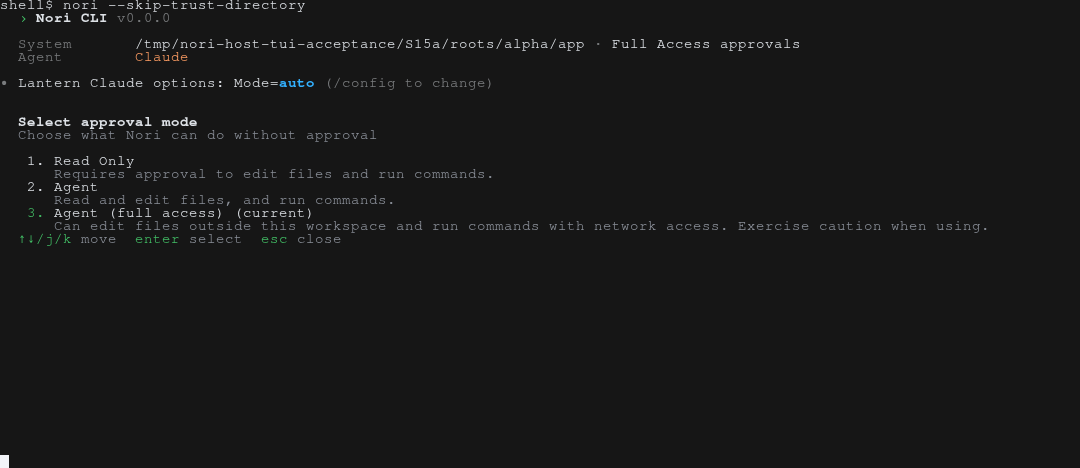 shell$ nori --skip-trust-directory
› Nori CLI v0.0.0
System /tmp/nori-host-tui-acceptance/S15a/roots/alpha/app · Full Access approvals
Agent Claude
• Lantern Claude options: Mode=auto (/config to change)
Select approval mode
Choose what Nori can do without approval
1. Read Only
Requires approval to edit files and run commands.
2. Agent
Read and edit files, and run commands.
3. Agent (full access) (current)
Can edit files outside this workspace and run commands with network access. Exercise caution when using.
↑↓/j/k move enter select esc close